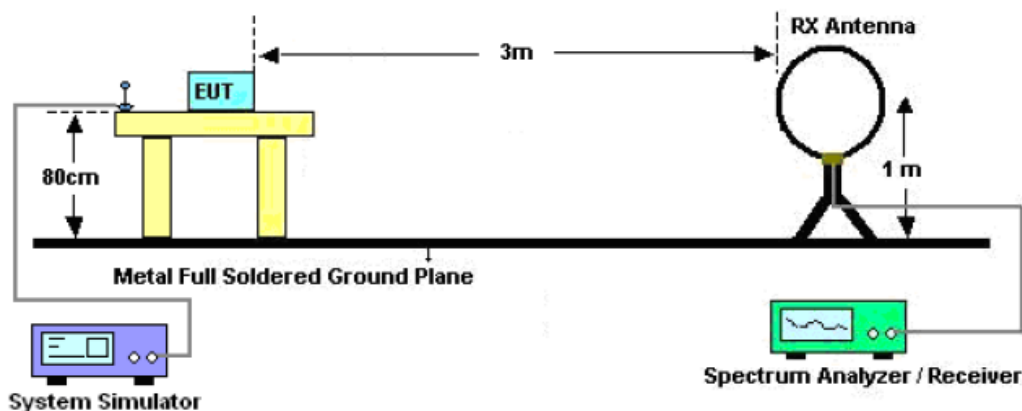 RX Antenna
3m
EUT
80cm
1 m
Metal Full Soldered Ground Plane
System Simulator
Spectrum Analyzer / Receiver